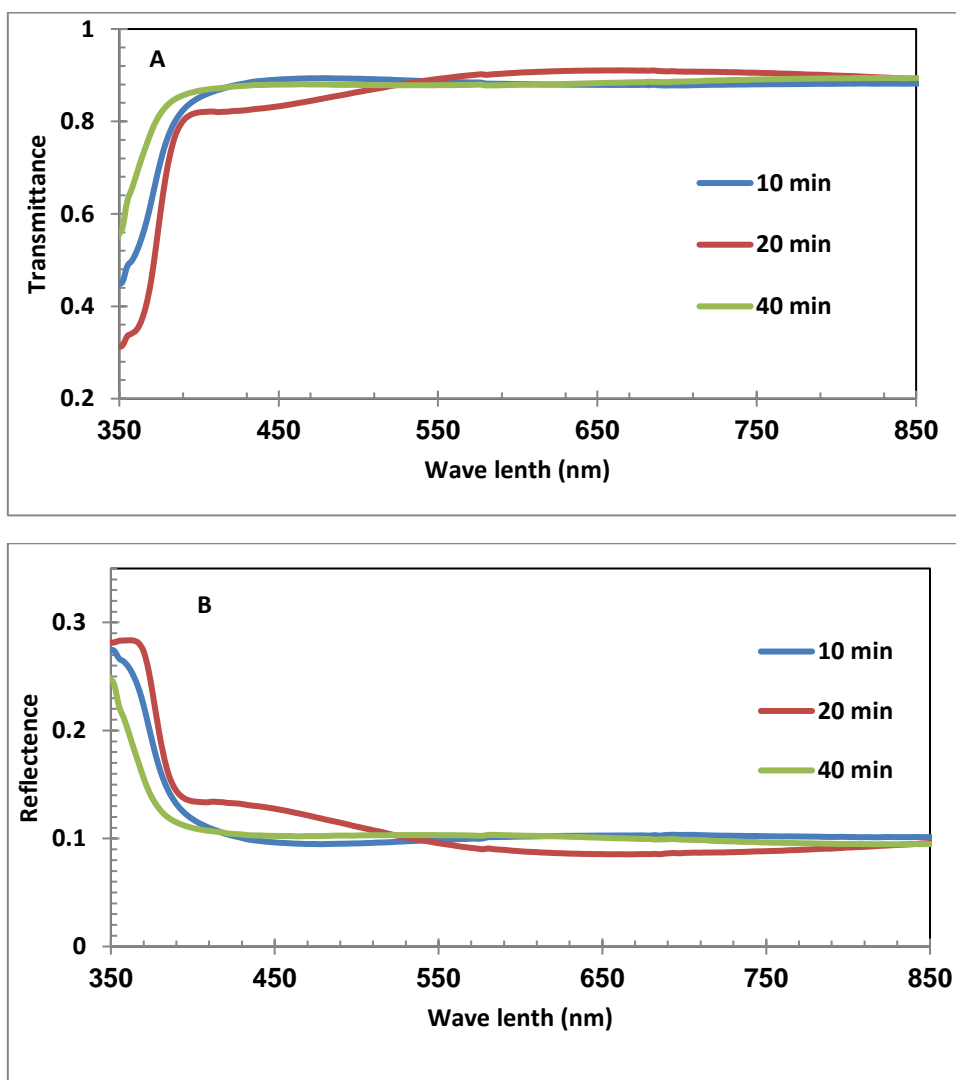 A
1
0.8
0.6
0.4
0.2
Transmittance
10 min
20 min
40 min
350 450 550 650 750 850
Wave lenth (nm)
B
0.3
0.2
0.1
0
Reflectence
10 min
20 min
40 min
350 450 550 650 750 850
Wave lenth (nm)